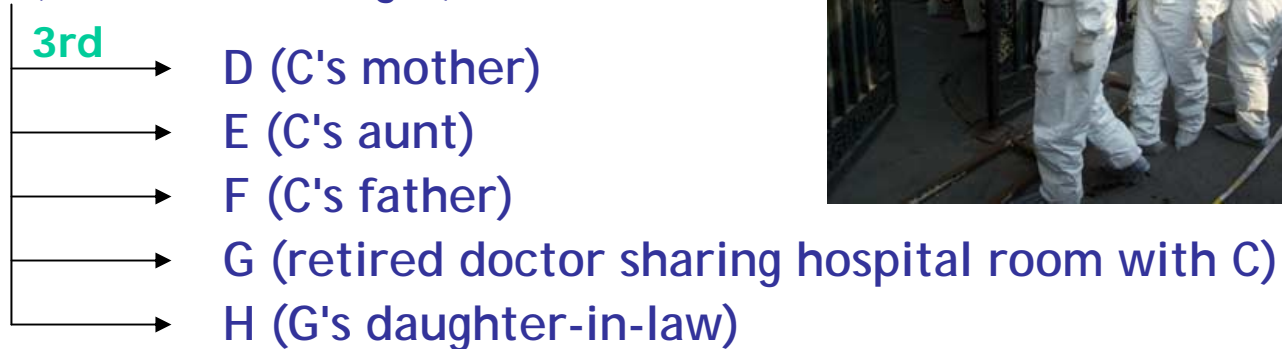 3rd
D (C's mother)
E (C's aunt)
F (C's father)
G (retired doctor sharing hospital room with C)
H (G's daughter-in-law)